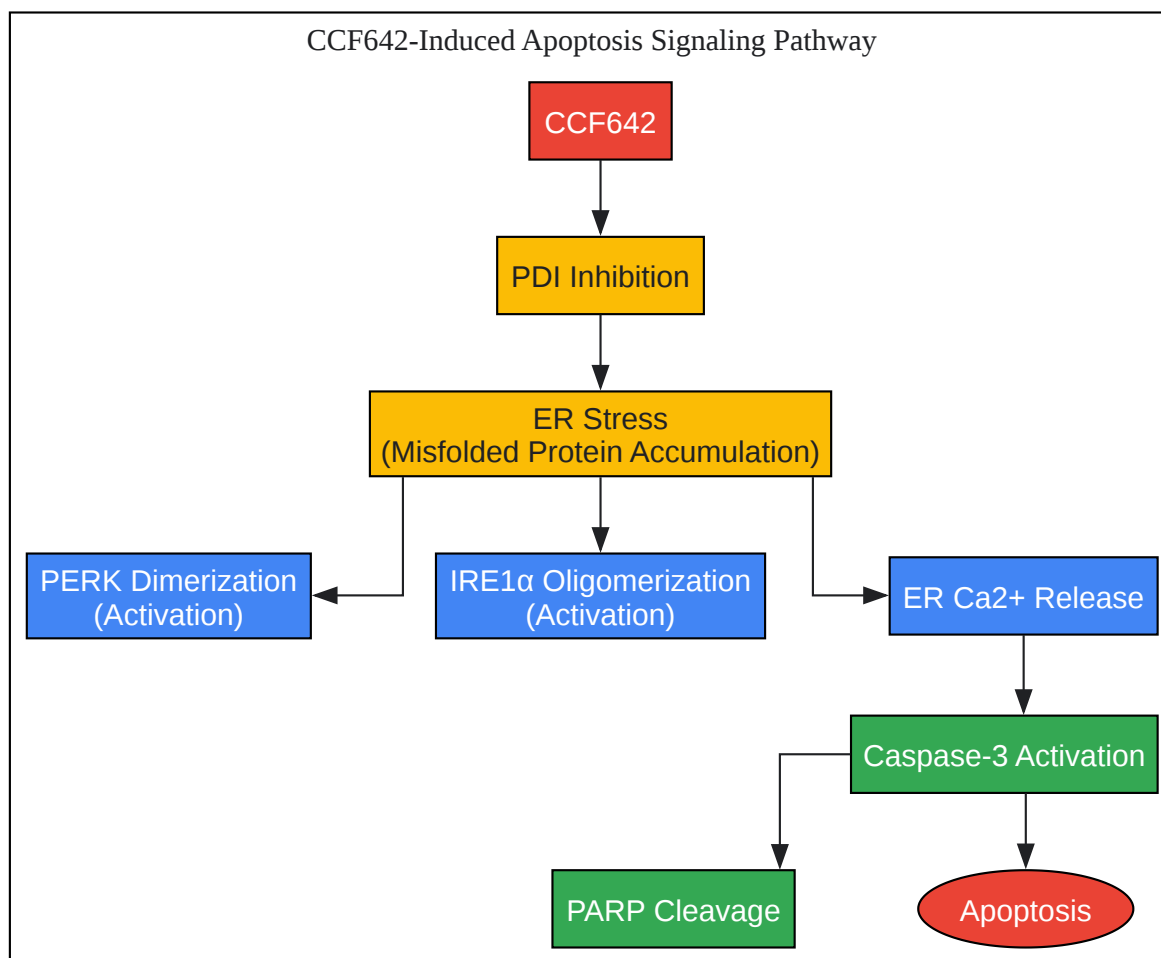 CCF642-Induced Apoptosis Signaling Pathway
CCF642
PDI Inhibition
ER Stress
(Misfolded Protein Accumulation)
PERK Dimerization
(Activation)
IRE1α Oligomerization
(Activation)
ER Ca2+ Release
Caspase-3 Activation
PARP Cleavage
Apoptosis